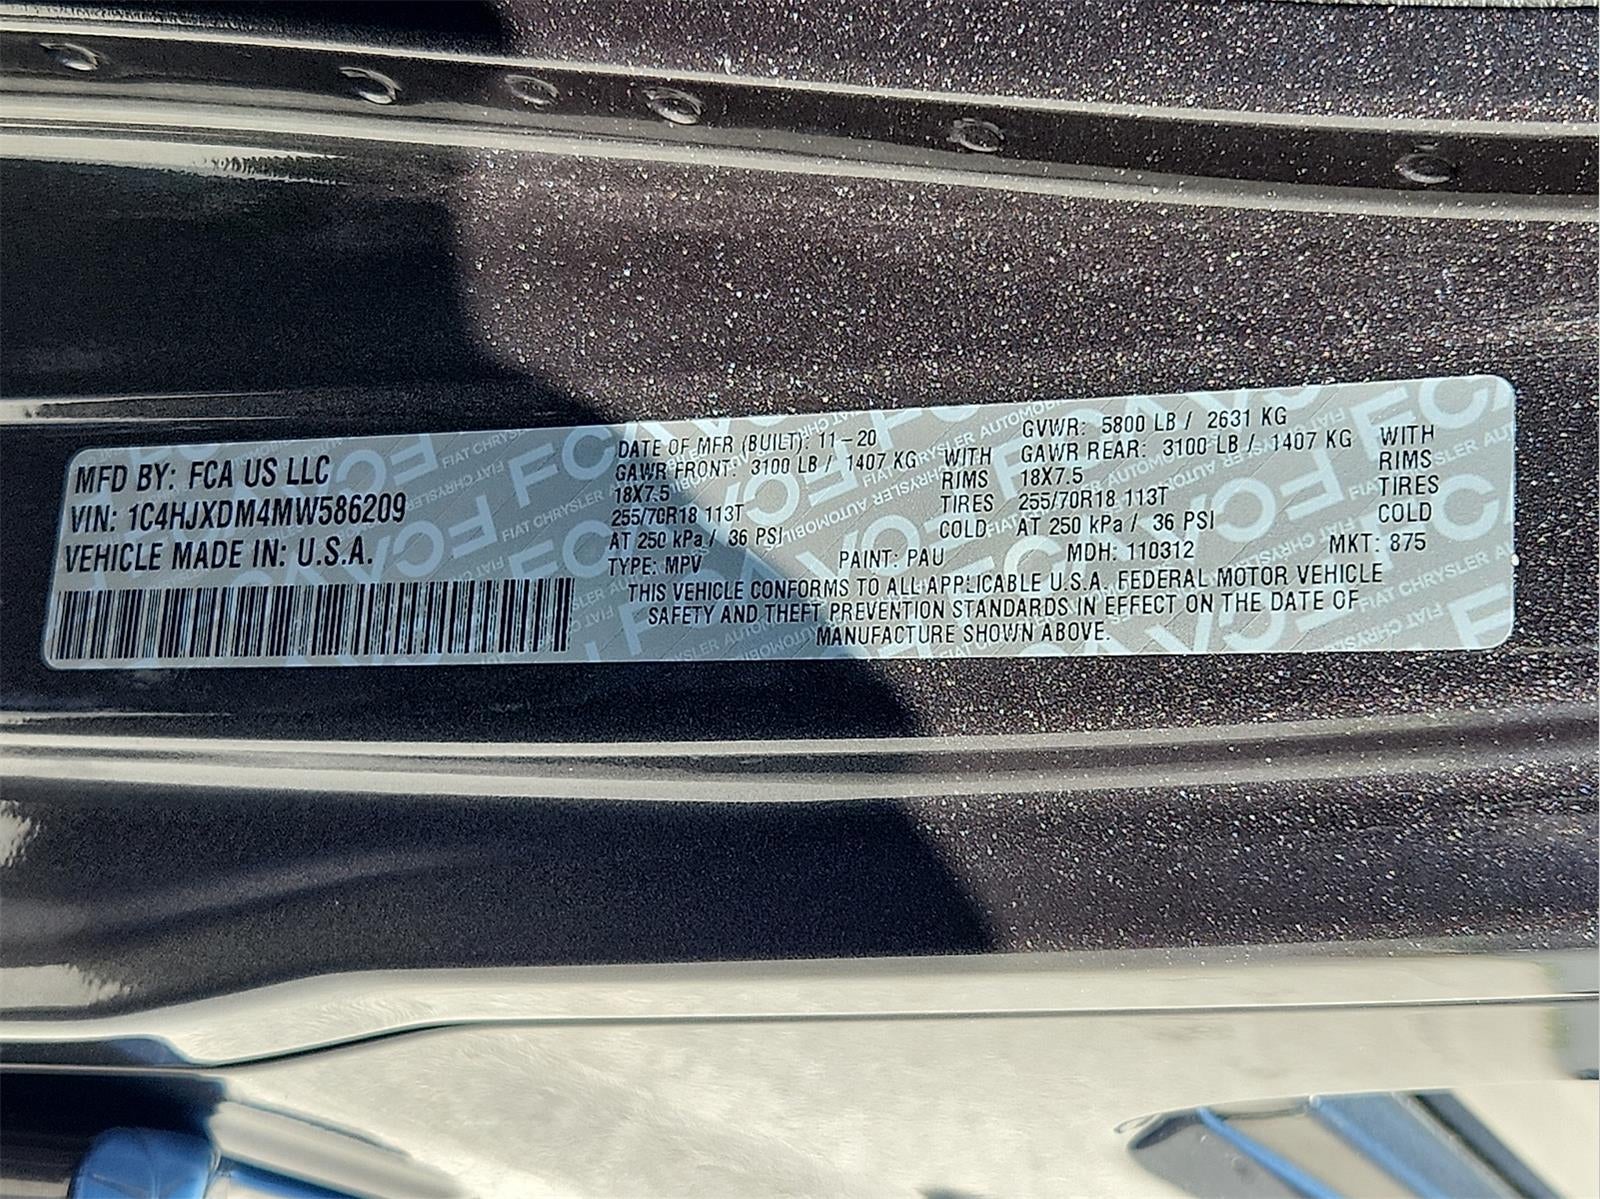 MFD BY: FCA US LLC
VIN: 1C4HJXDM4MW586209
VEHICLE MADE IN: U.S.A.
DATE OF MFR (BUILT): 11-20
GAWR FRONT: 3100 LB / 1407 KG WITH
18X7.5 RIMS
255/70R18 113T TIRES
AT 250 kPa / 36 PSI COLD
GVWR: 5800 LB / 2631 KG
GAWR REAR: 3100 LB / 1407 KG WITH
18X7.5 RIMS
255/70R18 113T TIRES
AT 250 kPa / 36 PSI COLD
TYPE: MPV PAINT: PAU MDH: 110312 MKT: 875
THIS VEHICLE CONFORMS TO ALL APPLICABLE U.S.A. FEDERAL MOTOR VEHICLE
SAFETY AND THEFT PREVENTION STANDARDS IN EFFECT ON THE DATE OF
MANUFACTURE SHOWN ABOVE.
FCA
FIAT CHRYSLER AUTOMOBILES